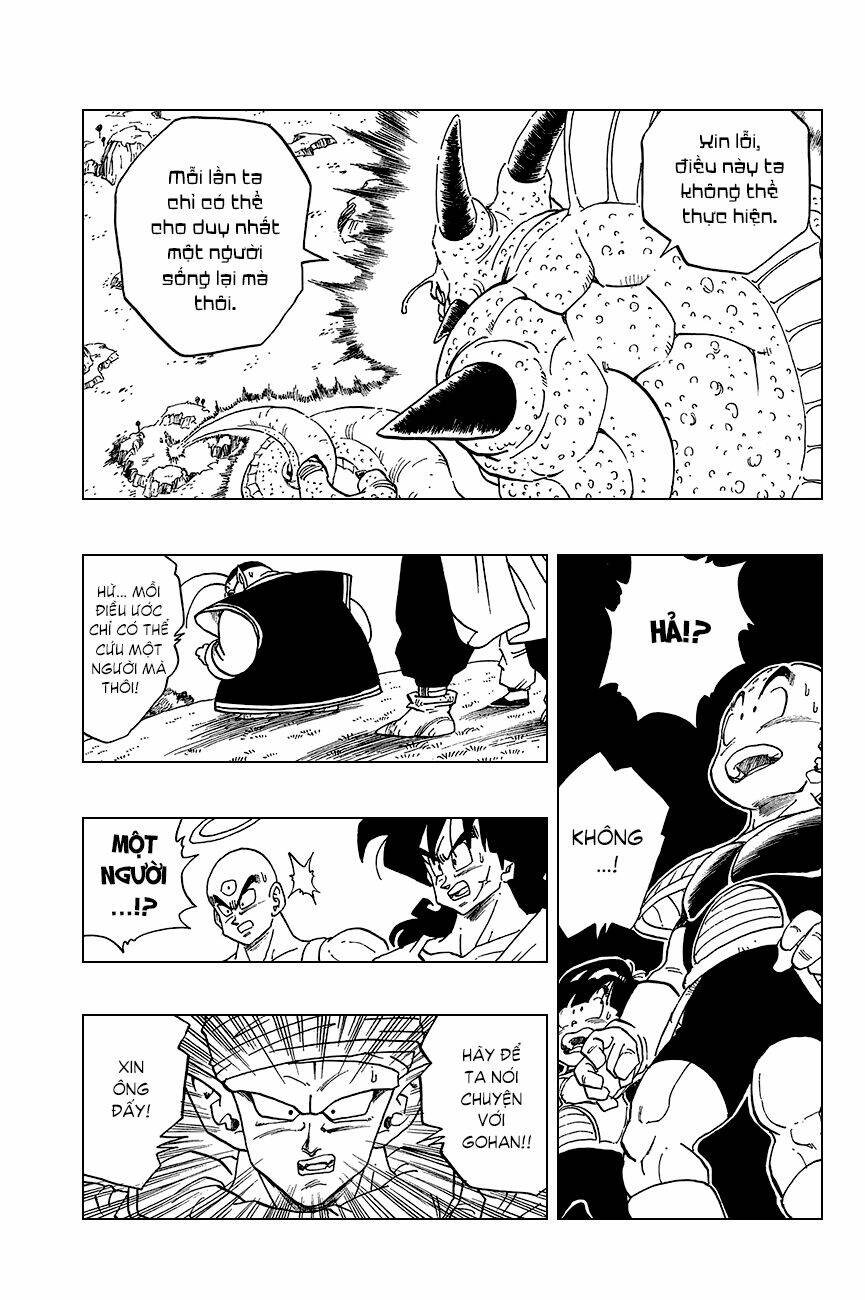 Xin lỗi,
điều này ta
không thể
thực hiện.
Mỗi lần ta
chỉ có thể
cho duy nhất
một người
sống lại mà
thôi.
HẢ!?
KHÔNG
...!
HỪ... MỖI
ĐIỀU ƯỚC
CHỈ CÓ THỂ
CỨU MỘT
NGƯỜI MÀ
THÔI!
MỘT
NGƯỜI
...!?
HÃY ĐỂ
TA NÓI
CHUYỆN
VỚI
GOHAN!!
XIN
ÔNG
ĐẤY!